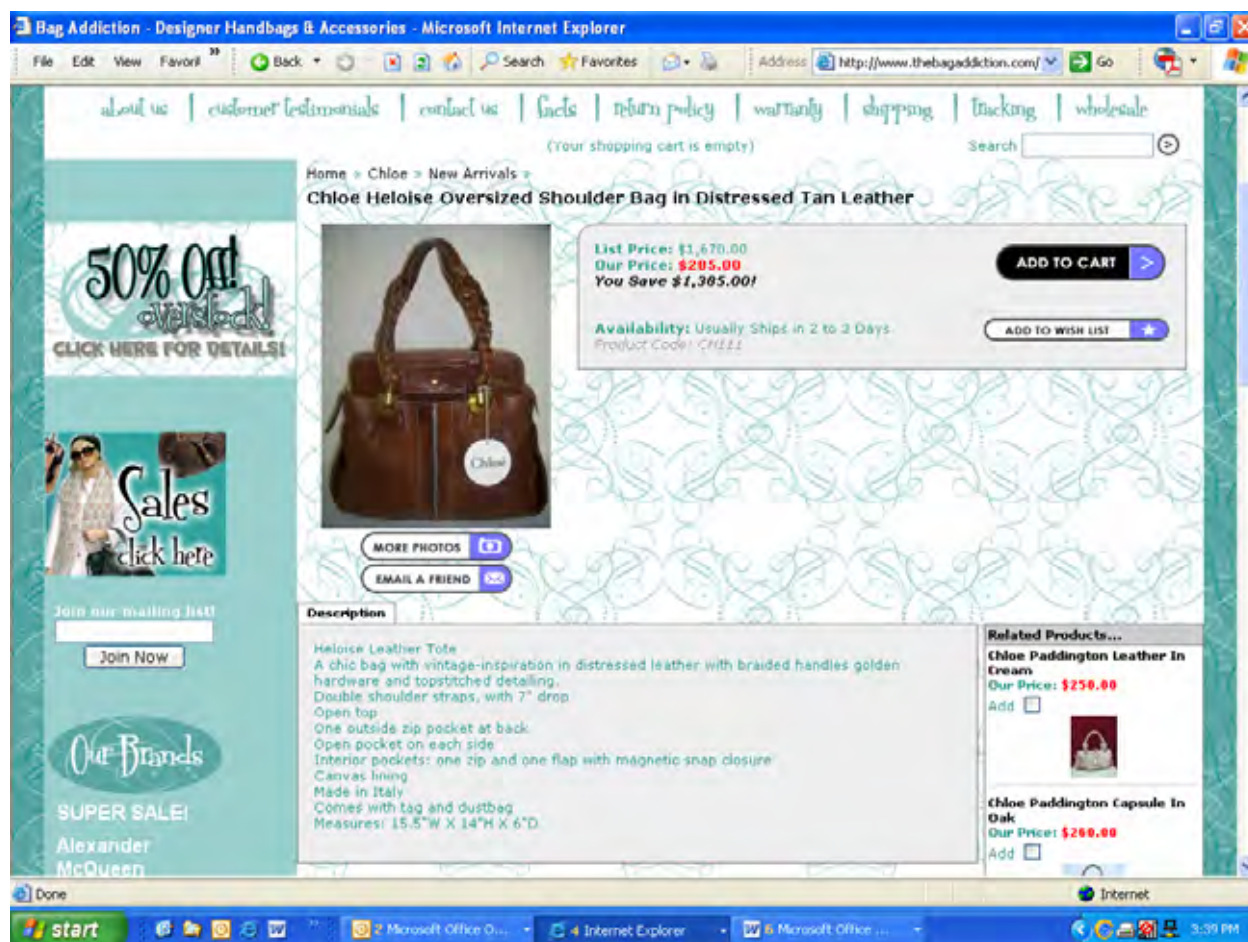 Bag Addiction - Designer Handbags & Accessories - Microsoft Internet Explorer
File Edit View Favorit » Back Search Favorites Address http://www.thebagaddiction.com/ Go
about us | customer testimonials | contact us | facts | return policy | warranty | shipping | tracking | wholesale
(Your shopping cart is empty) Search
Home > Chloe > New Arrivals >
Chloe Heloise Oversized Shoulder Bag in Distressed Tan Leather
50% Off!
overstock!
CLICK HERE FOR DETAILS!
List Price: $1,670.00
Our Price: $285.00
You Save $1,385.00!
ADD TO CART
Availability: Usually Ships in 2 to 3 Days
Product Code: CH111
ADD TO WISH LIST
Chloé
Sales
click here
MORE PHOTOS
EMAIL A FRIEND
Join our mailing list!
Join Now
Our Brands
SUPER SALE!
Alexander
McQueen
Description
Heloise Leather Tote
A chic bag with vintage-inspiration in distressed leather with braided handles golden
hardware and topstitched detailing.
Double shoulder straps, with 7" drop
Open top
One outside zip pocket at back
Open pocket on each side
Interior pockets: one zip and one flap with magnetic snap closure
Canvas lining
Made in Italy
Comes with tag and dustbag
Measures: 15.5"W X 14"H X 6"D
Related Products...
Chloe Paddington Leather In
Cream
Our Price: $250.00
Add
Chloe Paddington Capsule In
Oak
Our Price: $260.00
Add
Done Internet
start » 2 Microsoft Office O... 4 Internet Explorer 6 Microsoft Office ... 3:39 PM